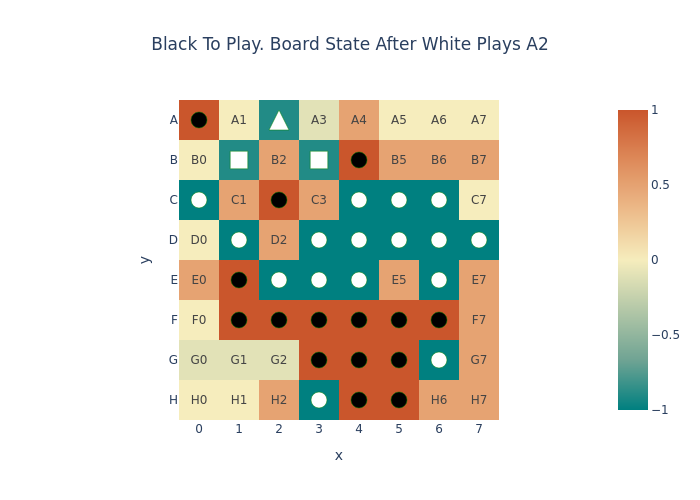 Black To Play. Board State After White Plays A2
A A1 A3 A4 A5 A6 A7
B B0 B2 B5 B6 B7
C C1 C3 C7
D D0 D2
E E0 E5 E7
F F0 F7
G G0 G1 G2 G7
H H0 H1 H2 H6 H7
0 1 2 3 4 5 6 7
x
y
1
0.5
0
−0.5
−1